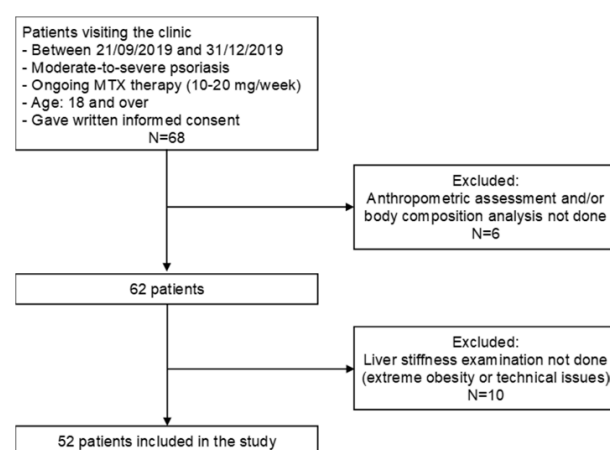 Patients visiting the clinic
- Between 21/09/2019 and 31/12/2019
- Moderate-to-severe psoriasis
- Ongoing MTX therapy (10-20 mg/week)
- Age: 18 and over
- Gave written informed consent
N=68
Excluded:
Anthropometric assessment and/or
body composition analysis not done
N=6
62 patients
Excluded:
Liver stiffness examination not done
(extreme obesity or technical issues)
N=10
52 patients included in the study